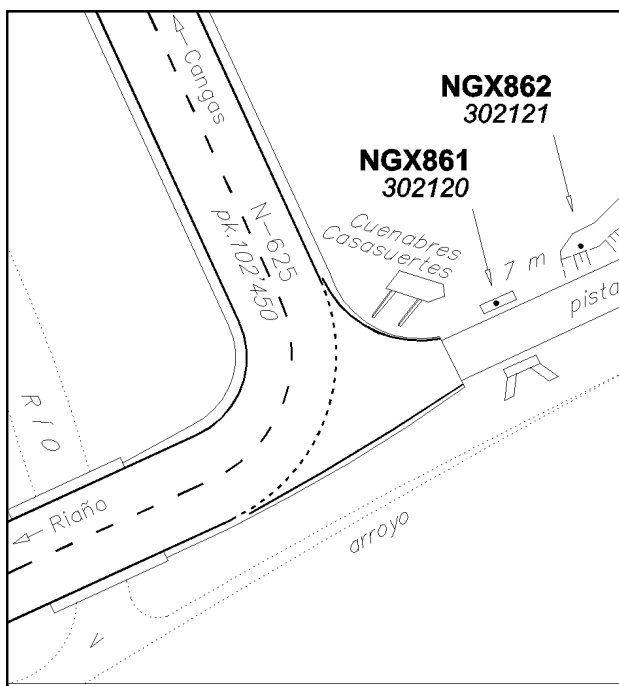 Cangas
N-625
pk.102'450
NGX862
302121
NGX861
302120
Cuenabres
Casasuertes
7 m
pista
Río
Riaño
arroyo